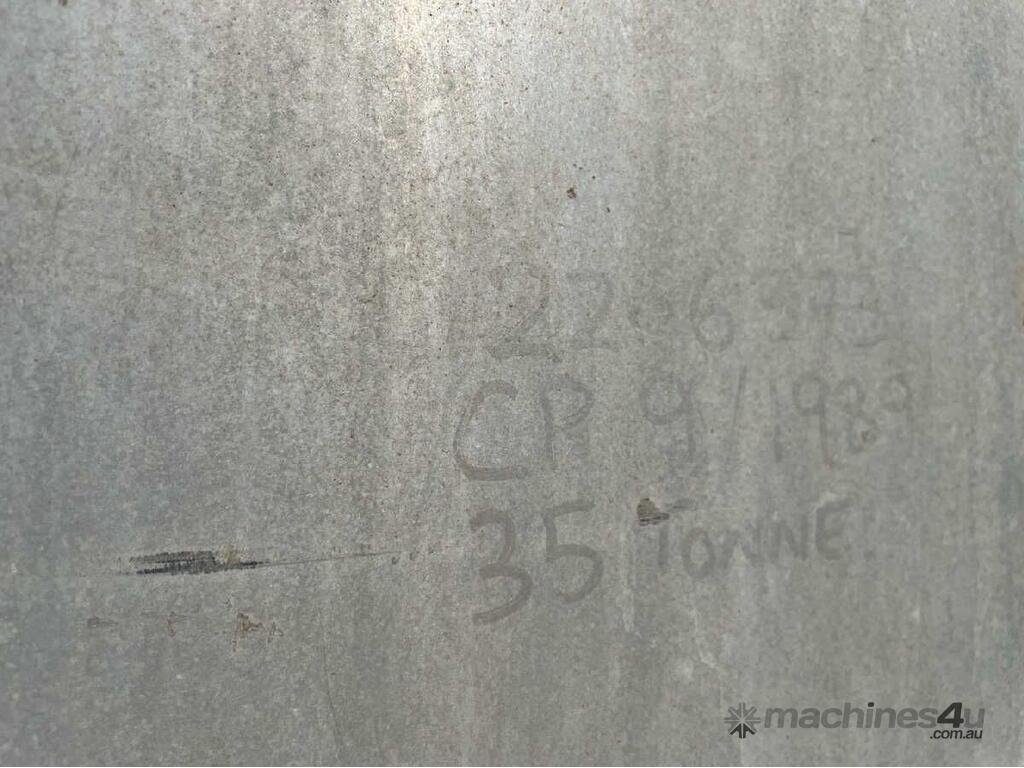 CR 9/1989
35 TONNE.
machines4u
.com.au